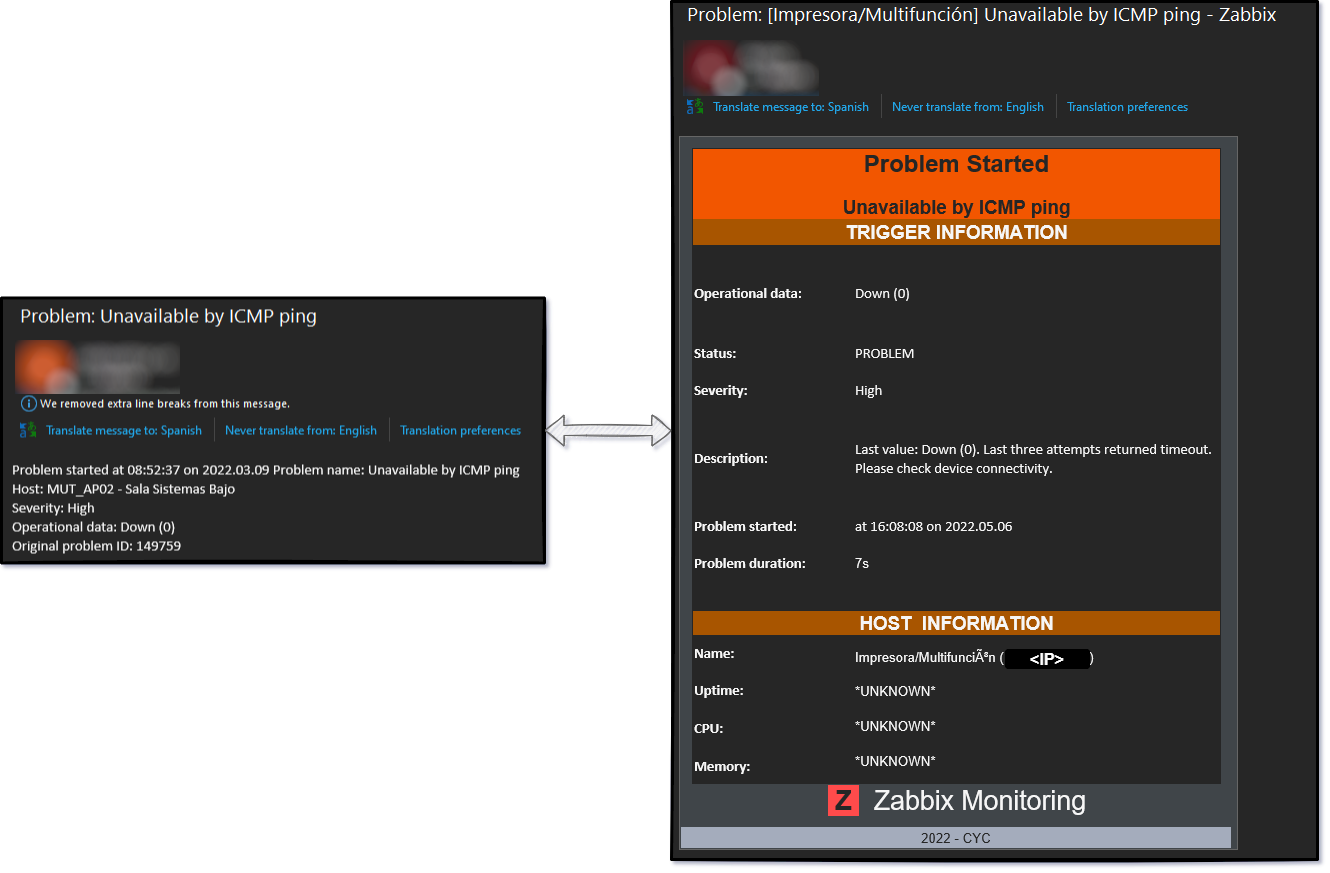 Problem: Unavailable by ICMP ping
We removed extra line breaks from this message.
Translate message to: Spanish
Never translate from: English
Translation preferences
Problem started at 08:52:37 on 2022.03.09 Problem name: Unavailable by ICMP ping
Host: MUT_AP02 - Sala Sistemas Bajo
Severity: High
Operational data: Down (0)
Original problem ID: 149759
Problem: [Impresora/Multifunción] Unavailable by ICMP ping - Zabbix
Translate message to: Spanish
Never translate from: English
Translation preferences
Problem Started
Unavailable by ICMP ping
TRIGGER INFORMATION
Operational data: Down (0)
Status: PROBLEM
Severity: High
Description: Last value: Down (0). Last three attempts returned timeout.
Please check device connectivity.
Problem started: at 16:08:08 on 2022.05.06
Problem duration: 7s
HOST INFORMATION
Name: Impresora/MultifunciÃªn ( <IP> )
Uptime: *UNKNOWN*
CPU: *UNKNOWN*
Memory: *UNKNOWN*
Z Zabbix Monitoring
2022 - CYC